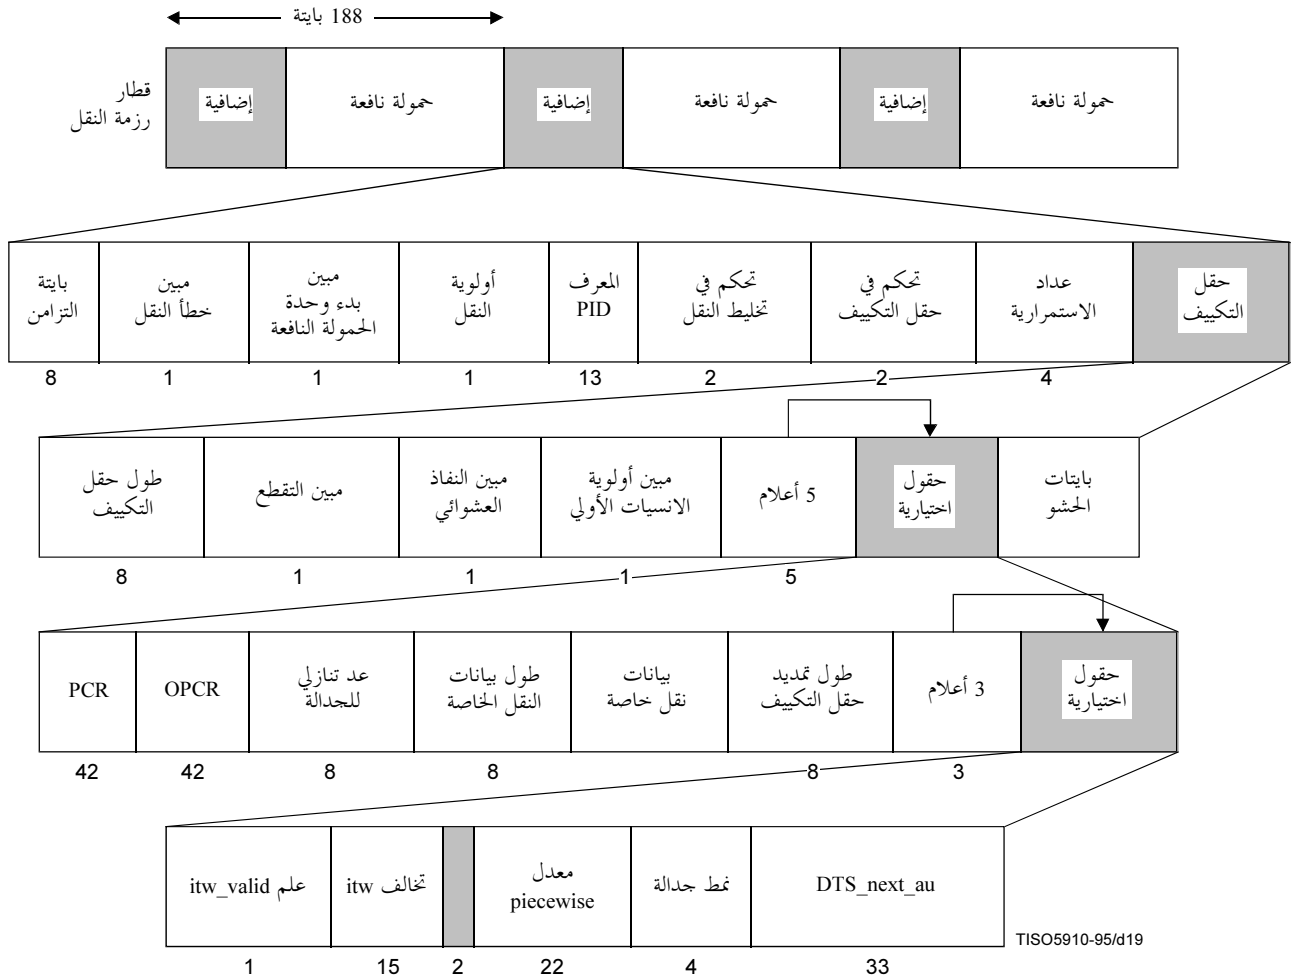 188 بايتة
قطار
رزمة النقل
إضافية
حمولة نافعة
إضافية
حمولة نافعة
إضافية
حمولة نافعة
بايتة
التزامن
مبين
خطأ النقل
مبين
بدء وحدة
الحمولة النافعة
أولوية
النقل
المعرف
PID
تحكم في
تخليط النقل
تحكم في
حقل التكييف
عداد
الاستمرارية
حقل
التكييف
8
1
1
1
13
2
2
4
طول حقل
التكييف
مبين التقطع
مبين النفاذ
العشوائي
مبين أولوية
الانسيات الأولي
5 أعلام
حقول
اختيارية
بايتات
الحشو
8
1
1
1
5
PCR
OPCR
عد تنازلي
للجدالة
طول بيانات
النقل الخاصة
بيانات
نقل خاصة
طول تمديد
حقل التكييف
3 أعلام
حقول
اختيارية
42
42
8
8
8
3
علم itw_valid
تخالف itw
معدل
piecewise
نمط جدالة
DTS_next_au
TISO5910-95/d19
1
15
2
22
4
33